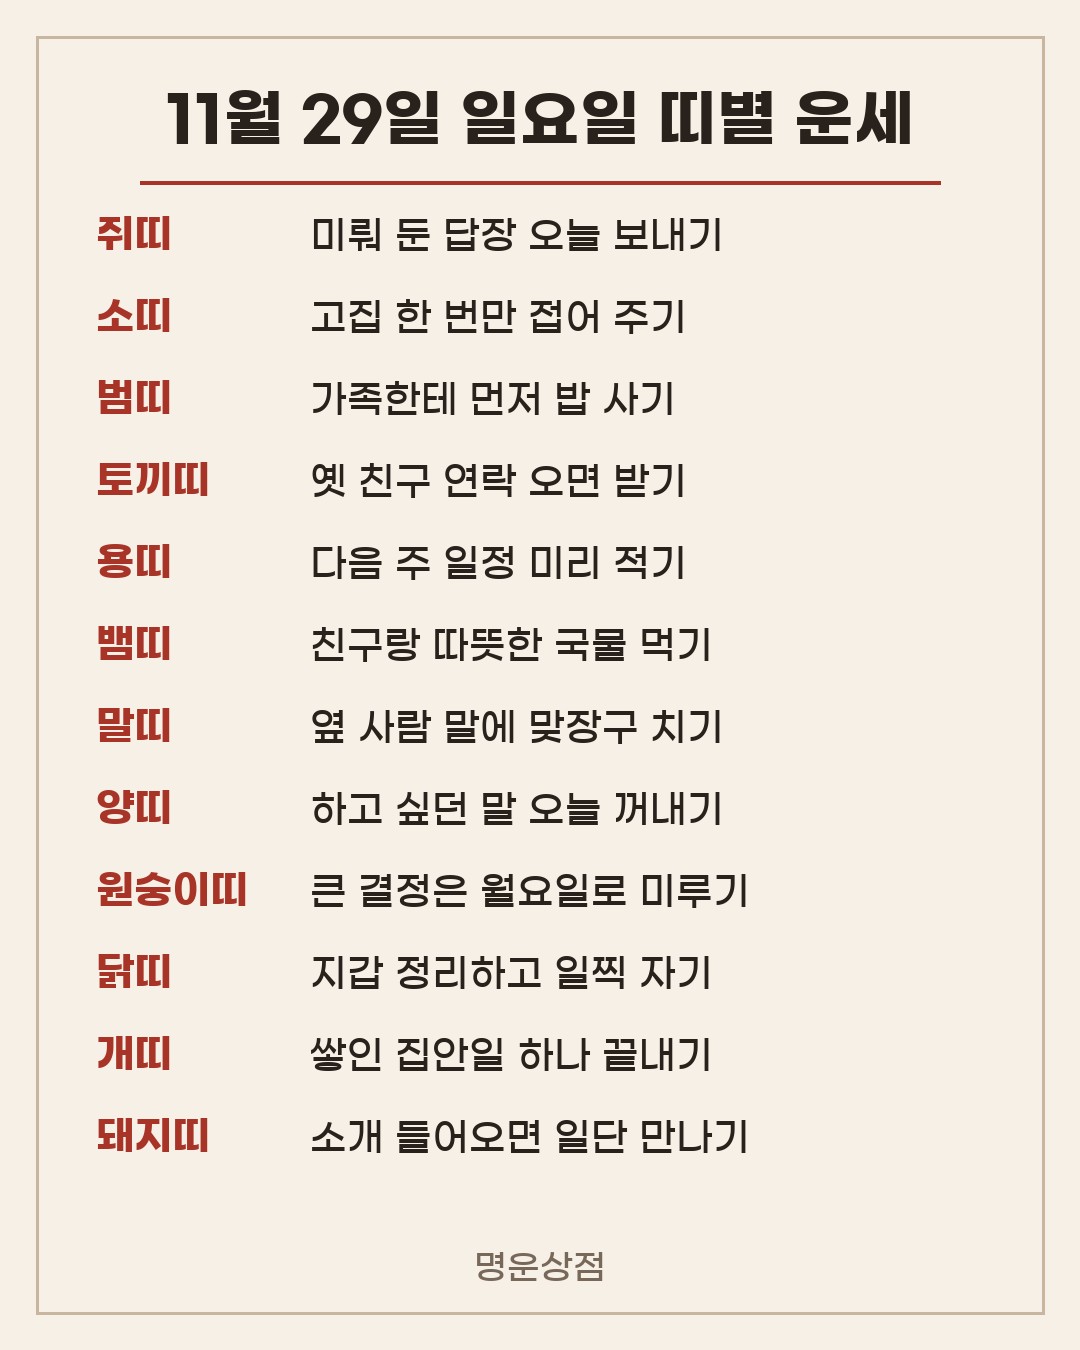 11월 29일 일요일 띠별 운세
쥐띠 미뤄 둔 답장 오늘 보내기
소띠 고집 한 번만 접어 주기
범띠 가족한테 먼저 밥 사기
토끼띠 옛 친구 연락 오면 받기
용띠 다음 주 일정 미리 적기
뱀띠 친구랑 따뜻한 국물 먹기
말띠 옆 사람 말에 맞장구 치기
양띠 하고 싶던 말 오늘 꺼내기
원숭이띠 큰 결정은 월요일로 미루기
닭띠 지갑 정리하고 일찍 자기
개띠 쌓인 집안일 하나 끝내기
돼지띠 소개 들어오면 일단 만나기
명운상점